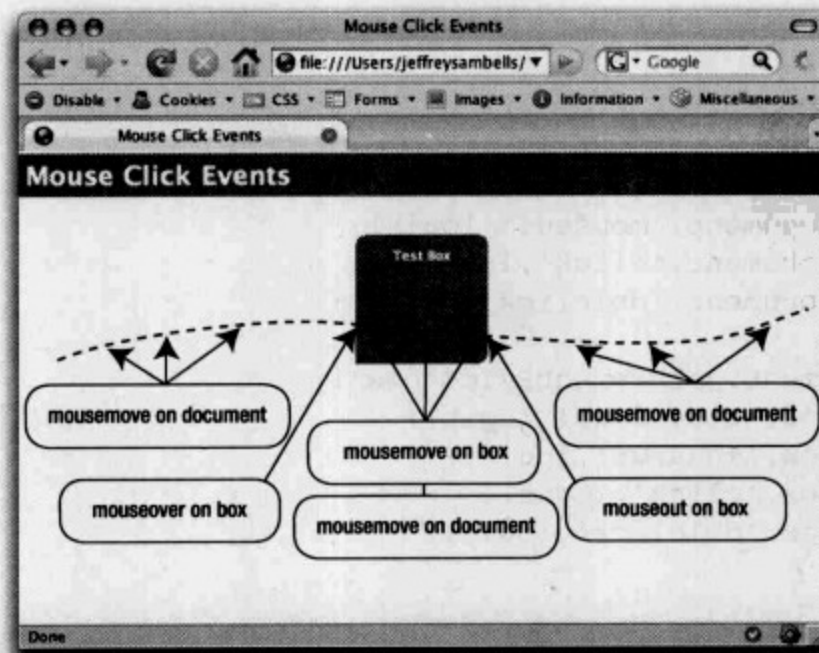 Mouse Click Events
file:///Users/jeffreysambells/
G Google
Disable Cookies CSS Forms Images Information Miscellaneous
Mouse Click Events
Mouse Click Events
Test Box
mousemove on document
mousemove on document
mousemove on box
mouseover on box
mouseout on box
mousemove on document
Done